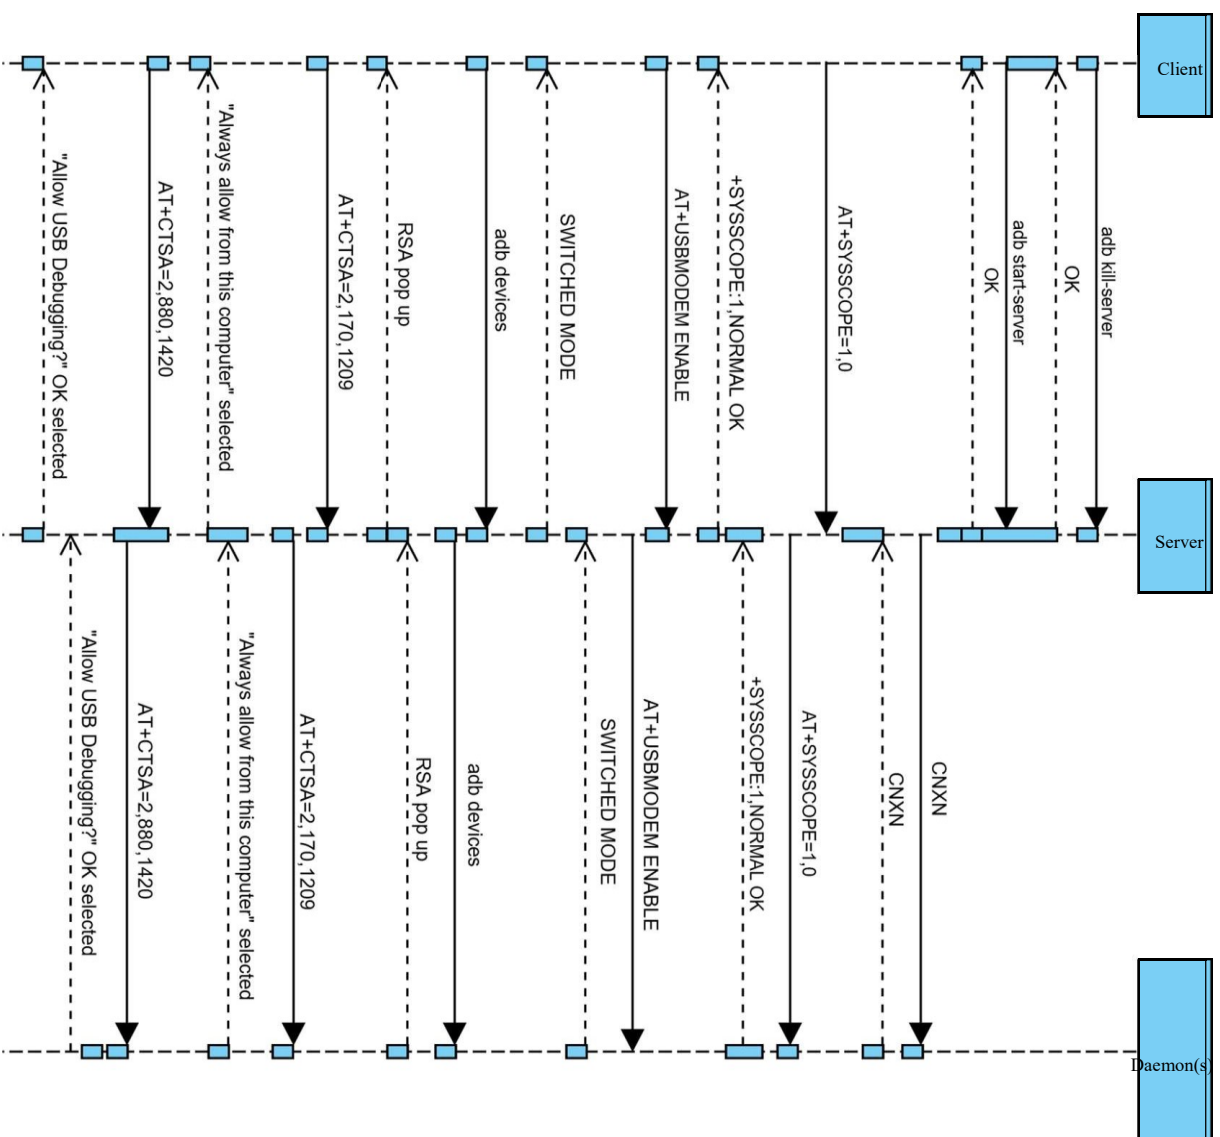 Client
Server
Daemon(s)
adb kill-server
OK
adb start-server
OK
CNXN
CNXN
AT+SYSSCOPE=1,0
AT+SYSSCOPE=1,0
+SYSSCOPE:1,NORMAL OK
+SYSSCOPE:1,NORMAL OK
AT+USBMODEM ENABLE
AT+USBMODEM ENABLE
SWITCHED MODE
SWITCHED MODE
adb devices
adb devices
RSA pop up
RSA pop up
AT+CTSA=2,170,1209
AT+CTSA=2,170,1209
"Always allow from this computer" selected
"Always allow from this computer" selected
AT+CTSA=2,880,1420
AT+CTSA=2,880,1420
"Allow USB Debugging?" OK selected
"Allow USB Debugging?" OK selected